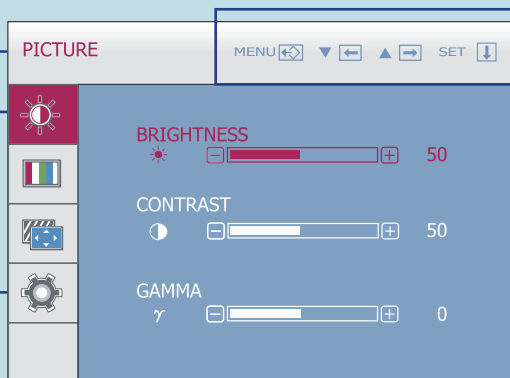 PICTURE
MENU ▼ ▲ SET
BRIGHTNESS
50
CONTRAST
50
GAMMA
γ 0